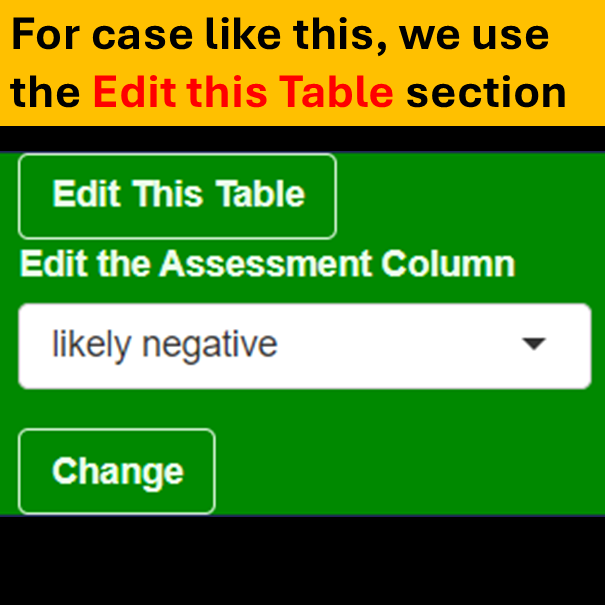 For case like this, we use
the Edit this Table section
Edit This Table
Edit the Assessment Column
likely negative
Change